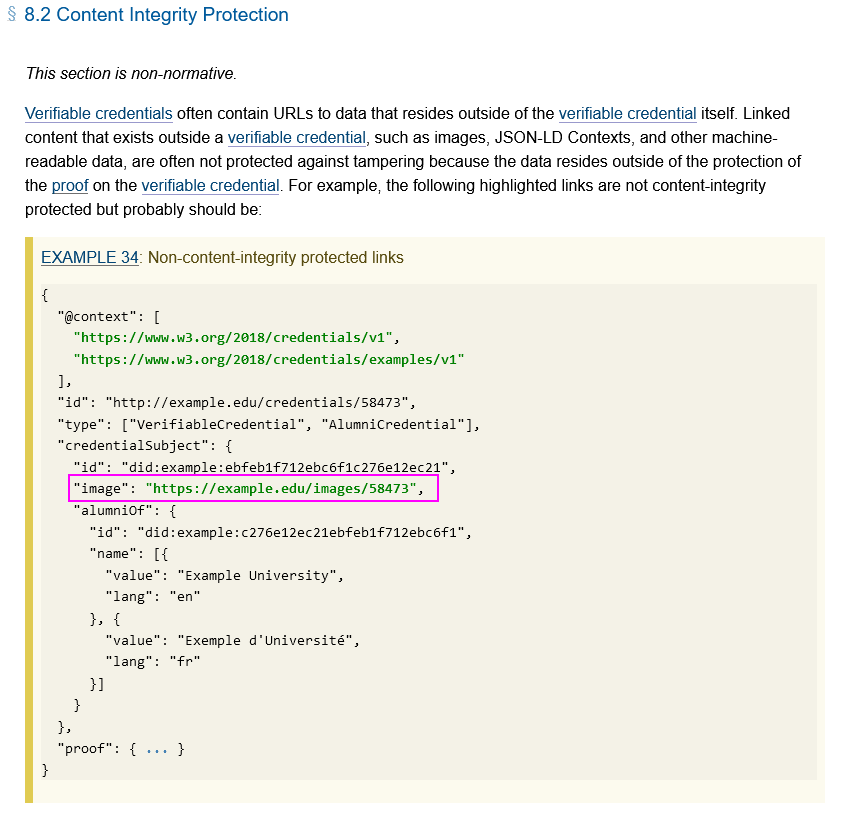 § 8.2 Content Integrity Protection
This section is non-normative.
Verifiable credentials often contain URLs to data that resides outside of the verifiable credential itself. Linked
content that exists outside a verifiable credential, such as images, JSON-LD Contexts, and other machine-
readable data, are often not protected against tampering because the data resides outside of the protection of
the proof on the verifiable credential. For example, the following highlighted links are not content-integrity
protected but probably should be:
EXAMPLE 34: Non-content-integrity protected links
{
  "@context": [
    "https://www.w3.org/2018/credentials/v1",
    "https://www.w3.org/2018/credentials/examples/v1"
  ],
  "id": "http://example.edu/credentials/58473",
  "type": ["VerifiableCredential", "AlumniCredential"],
  "credentialSubject": {
    "id": "did:example:ebfeb1f712ebc6f1c276e12ec21",
    "image": "https://example.edu/images/58473",
    "alumniOf": {
      "id": "did:example:c276e12ec21ebfeb1f712ebc6f1",
      "name": [{
        "value": "Example University",
        "lang": "en"
      }, {
        "value": "Exemple d'Université",
        "lang": "fr"
      }]
    }
  },
  "proof": { ... }
}